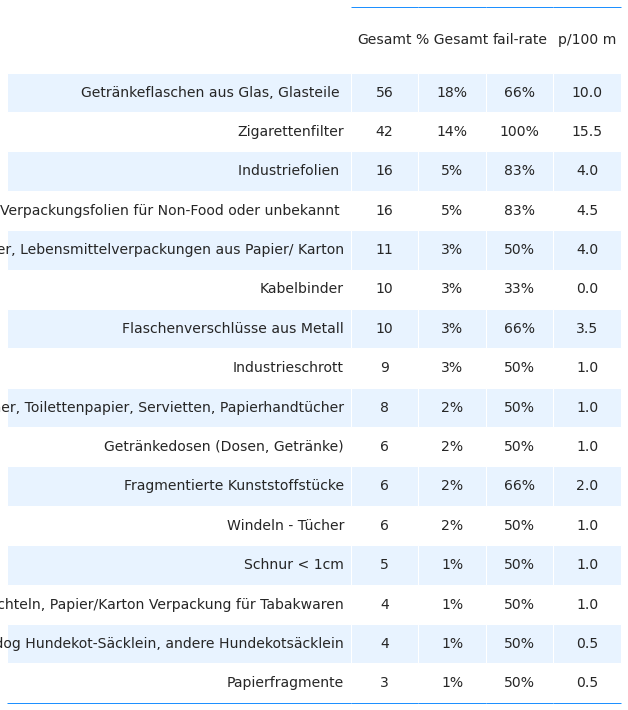 Gesamt % Gesamt fail-rate p/100 m
Getränkeflaschen aus Glas, Glasteile 56 18% 66% 10.0
Zigarettenfilter 42 14% 100% 15.5
Industriefolien 16 5% 83% 4.0
Verpackungsfolien für Non-Food oder unbekannt 16 5% 83% 4.5
Lebensmittelverpackungen aus Papier/ Karton 11 3% 50% 4.0
Kabelbinder 10 3% 33% 0.0
Flaschenverschlüsse aus Metall 10 3% 66% 3.5
Industrieschrott 9 3% 50% 1.0
Toilettenpapier, Servietten, Papierhandtücher 8 2% 50% 1.0
Getränkedosen (Dosen, Getränke) 6 2% 50% 1.0
Fragmentierte Kunststoffstücke 6 2% 66% 2.0
Windeln - Tücher 6 2% 50% 1.0
Schnur < 1cm 5 1% 50% 1.0
Papier/Karton Verpackung für Tabakwaren 4 1% 50% 1.0
Hundekot-Säcklein, andere Hundekotsäcklein 4 1% 50% 0.5
Papierfragmente 3 1% 50% 0.5